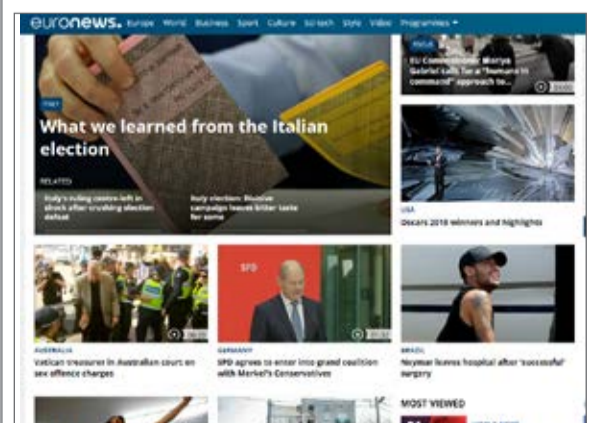 euronews. Europe World Business Sport Culture Sci-tech Style Video Programmes
FOCUS
EU Commissioner Mariya
Gabriel calls for a "humans in
command" approach to...
ITALY
What we learned from the Italian
election
RELATED
Italy's ruling centre-left in
shock after crushing election
defeat
Italy election: Divisive
campaign leaves bitter taste
for some
USA
Oscars 2018 winners and highlights
SPD
AUSTRALIA
Vatican treasurer in Australian court on
sex offence charges
GERMANY
SPD agrees to enter into grand coalition
with Merkel's Conservatives
BRAZIL
Neymar leaves hospital after 'successful'
surgery
MOST VIEWED